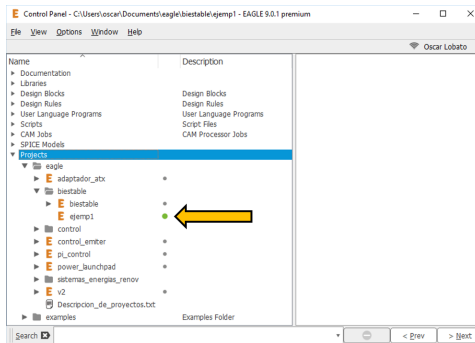 Control Panel - C:\Users\oscar\Documents\eagle\biestable\ejemp1 - EAGLE 9.0.1 premium
File View Options Window Help
Oscar Lobato
Name Description
Documentation
Libraries
Design Blocks Design Blocks
Design Rules Design Rules
User Language Programs User Language Programs
Scripts Script Files
CAM Jobs CAM Processor Jobs
SPICE Models
Projects
eagle
adaptador_atx
biestable
biestable
ejemp1
control
control_emiter
pi_control
power_launchpad
sistemas_energias_renov
v2
Descripcion_de_proyectos.txt
examples Examples Folder
Search < Prev > Next